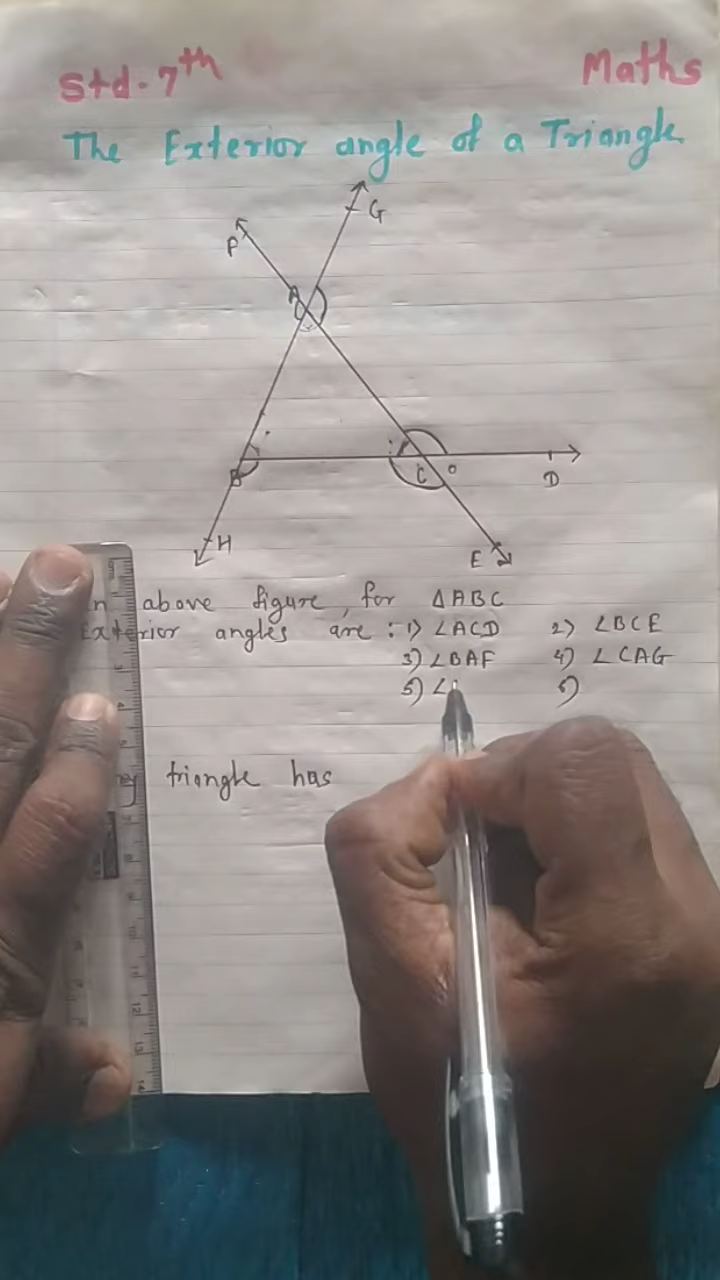 Std-7th Maths
The Exterior angle of a Triangle
G
P
A
B C D
H E
n above figure, for △ABC
Exterior angles are :- 1) ∠ACD 2) ∠BCE
3) ∠BAF 4) ∠CAG
5) ∠ 6)
y triangle has